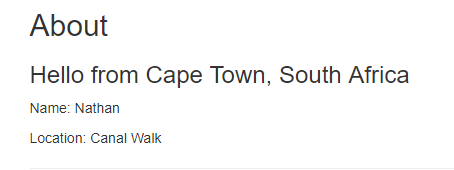 About
Hello from Cape Town, South Africa
Name: Nathan
Location: Canal Walk